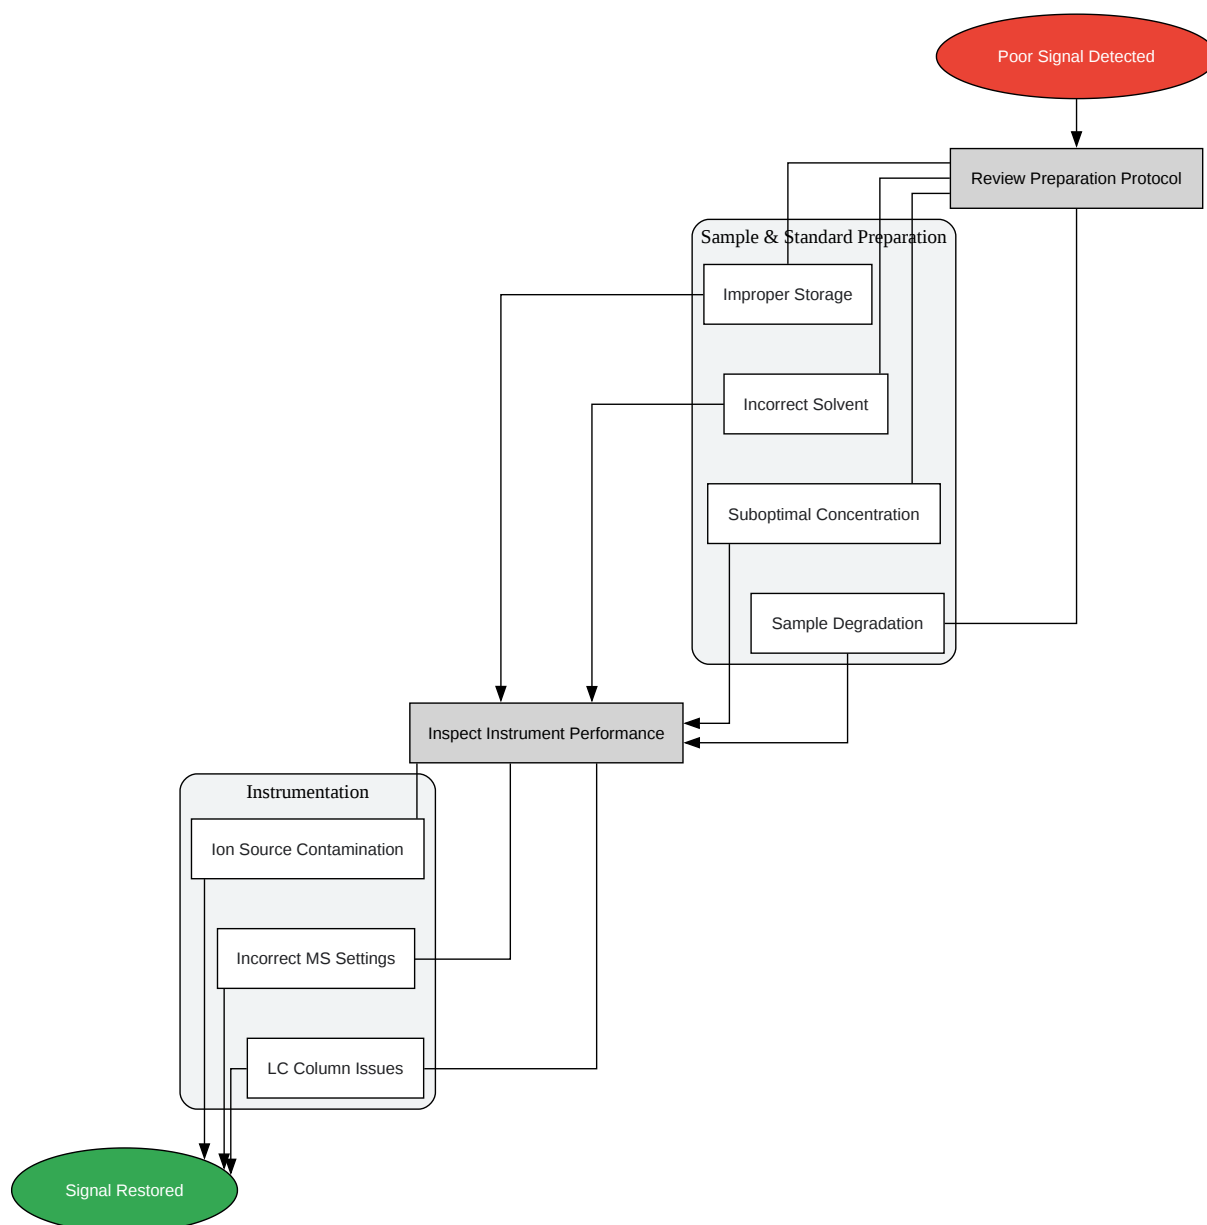 Poor Signal Detected
Review Preparation Protocol
Sample & Standard Preparation
Improper Storage
Incorrect Solvent
Suboptimal Concentration
Sample Degradation
Inspect Instrument Performance
Instrumentation
Ion Source Contamination
Incorrect MS Settings
LC Column Issues
Signal Restored